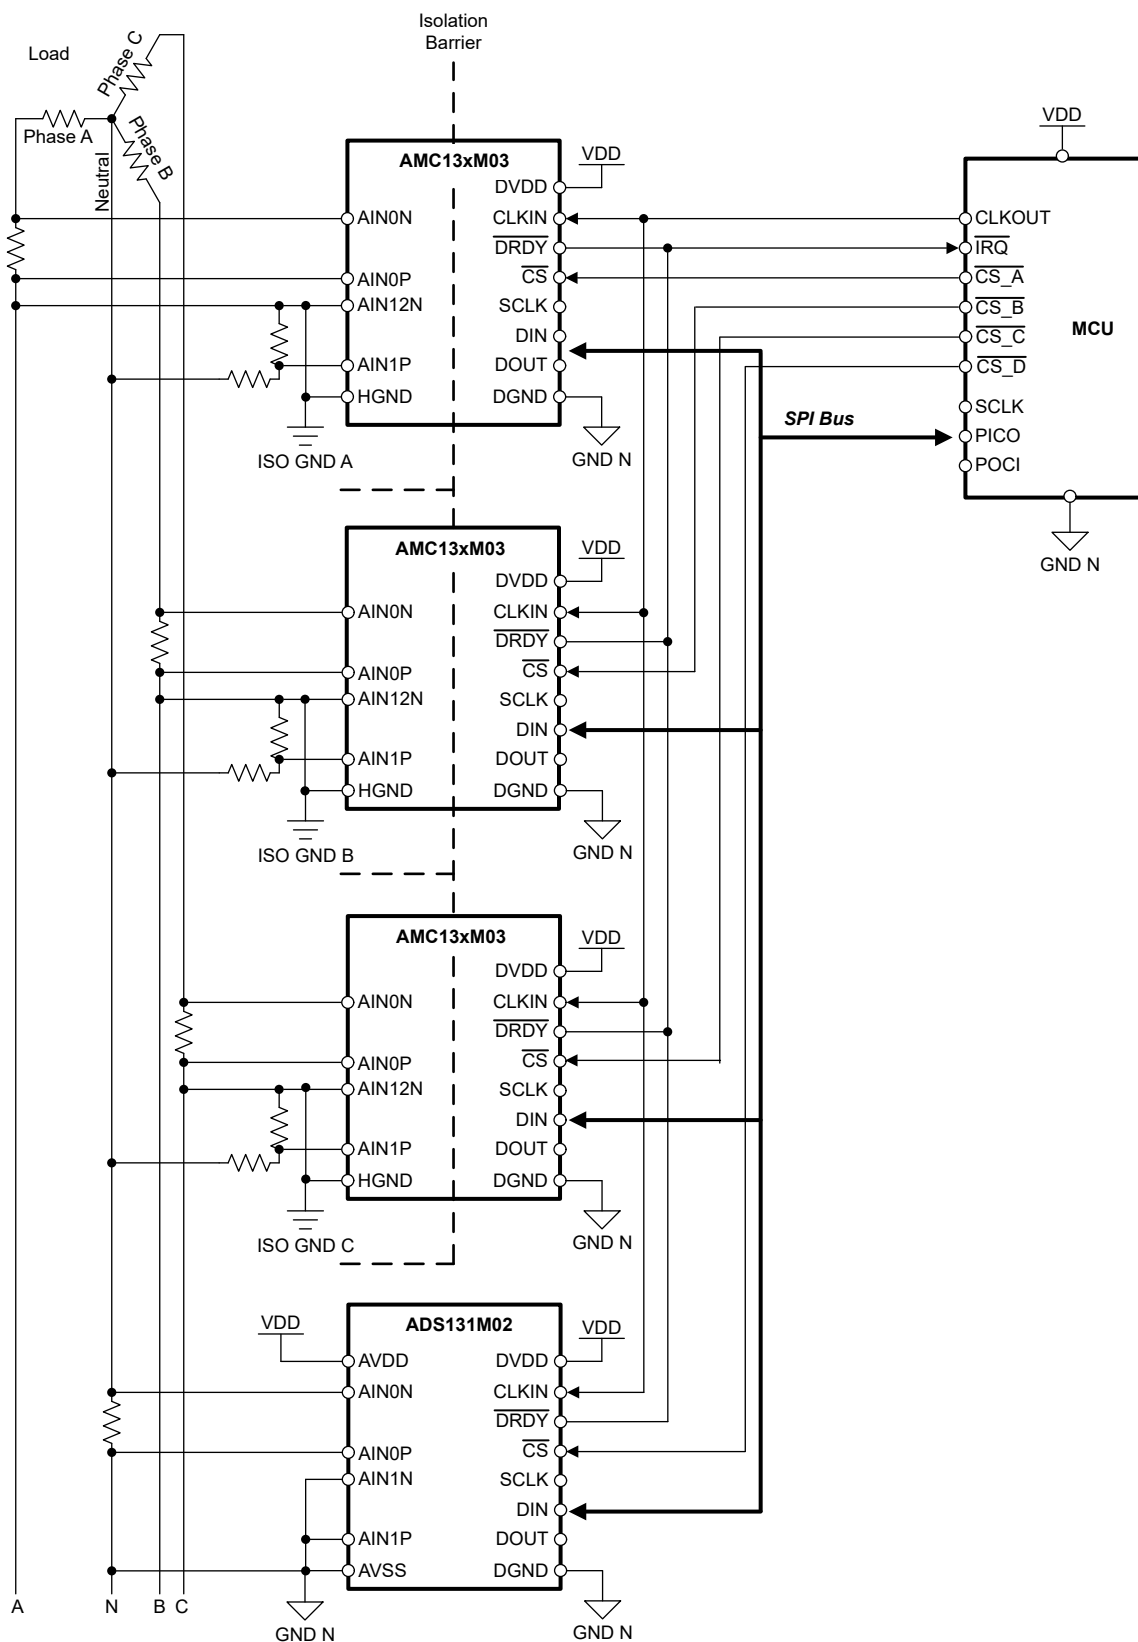 Isolation
Barrier
Load
Phase C
Phase A
Phase B
Neutral
AMC13xM03
VDD
DVDD
AIN0N
CLKIN
DRDY
AIN0P
CS
AIN12N
SCLK
DIN
AIN1P
DOUT
HGND
DGND
ISO GND A
GND N
VDD
CLKOUT
IRQ
CS_A
CS_B
CS_C
CS_D
MCU
SCLK
PICO
POCI
GND N
SPI Bus
AMC13xM03
VDD
DVDD
AIN0N
CLKIN
DRDY
AIN0P
CS
AIN12N
SCLK
DIN
AIN1P
DOUT
HGND
DGND
ISO GND B
GND N
AMC13xM03
VDD
DVDD
AIN0N
CLKIN
DRDY
AIN0P
CS
AIN12N
SCLK
DIN
AIN1P
DOUT
HGND
DGND
ISO GND C
GND N
VDD
ADS131M02
VDD
AVDD
DVDD
AIN0N
CLKIN
DRDY
AIN0P
CS
AIN1N
SCLK
DIN
AIN1P
DOUT
AVSS
DGND
A
N
B
C
GND N
GND N